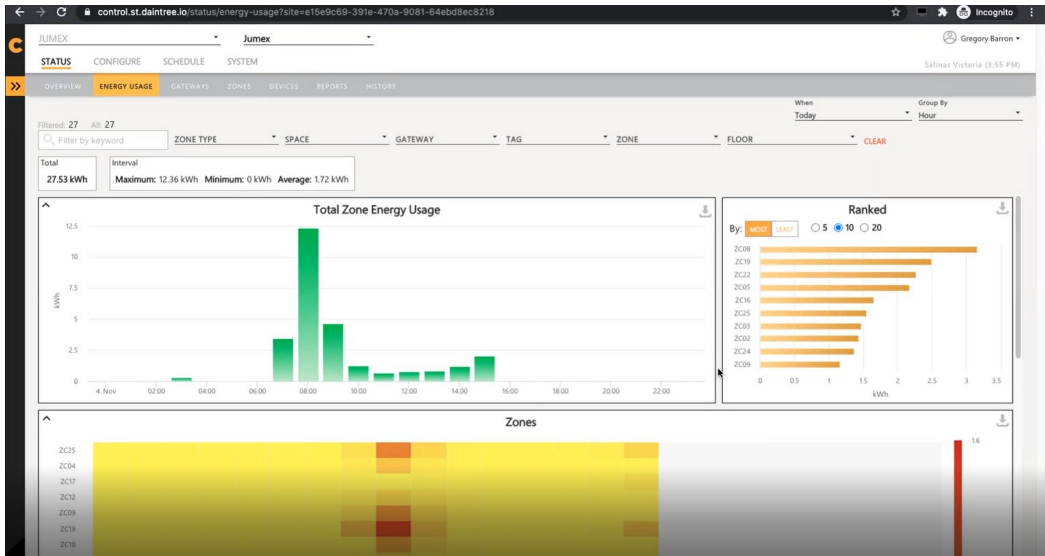 control.st.daintree.io/status/energy-usage?site=e15e9c69-391e-470a-9081-64ebd8ec8218
Incognito
JUMEX Jumex Gregory Barron
STATUS CONFIGURE SCHEDULE SYSTEM Salinas Victoria (3:55 PM)
OVERVIEW ENERGY USAGE GATEWAYS ZONES DEVICES REPORTS HISTORY
When Group By
Today Hour
Filtered: 27 All: 27
Filter by keyword ZONE TYPE SPACE GATEWAY TAG ZONE FLOOR CLEAR
Total Interval
27.53 kWh Maximum: 12.36 kWh Minimum: 0 kWh Average: 1.72 kWh
Total Zone Energy Usage
12.5
10
7.5
5
2.5
0
kWh
4. Nov 02:00 04:00 06:00 08:00 10:00 12:00 14:00 16:00 18:00 20:00 22:00
Ranked
By: MOST LEAST 5 10 20
ZC08
ZC19
ZC22
ZC05
ZC16
ZC25
ZC03
ZC02
ZC24
ZC09
0 0.5 1 1.5 2 2.5 3 3.5
kWh
Zones
1.6
ZC25
ZC04
ZC17
ZC12
ZC09
ZC19
ZC10